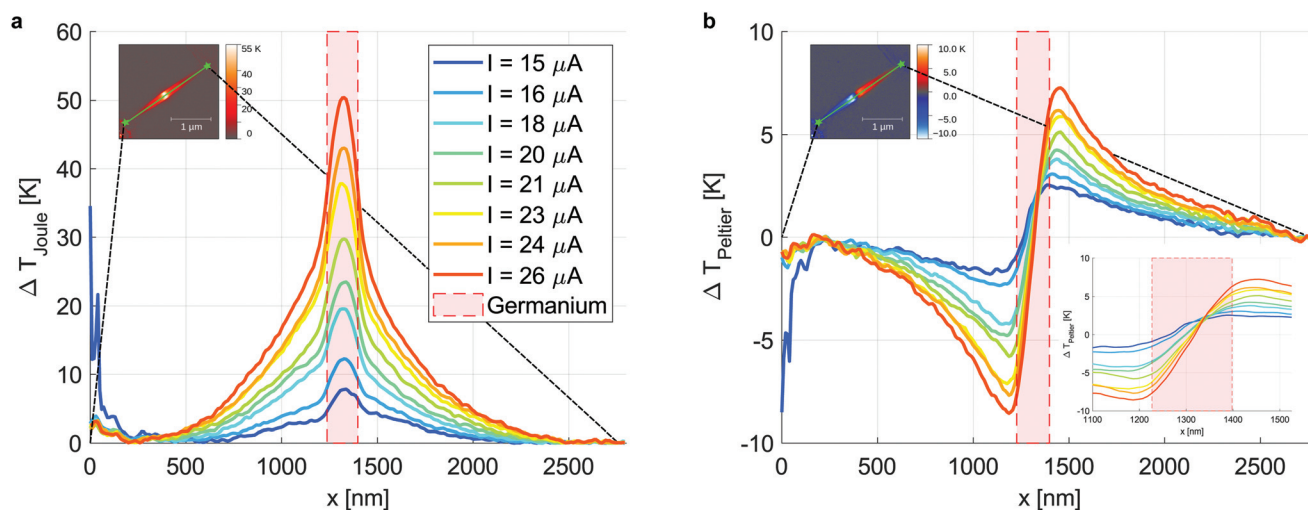 a
60
50
40
30
20
10
0
Δ T_Joule [K]
0 500 1000 1500 2000 2500
x [nm]
55 K
40
30
20
10
0
1 µm
I = 15 µA
I = 16 µA
I = 18 µA
I = 20 µA
I = 21 µA
I = 23 µA
I = 24 µA
I = 26 µA
Germanium
b
10
5
0
-5
-10
Δ T_Peltier [K]
0 500 1000 1500 2000 2500
x [nm]
10.0 K
5.0
0.0
−5.0
−10.0
1 µm
10
5
0
-5
-10
Δ T_Peltier [K]
1100 1200 1300 1400 1500
x [nm]